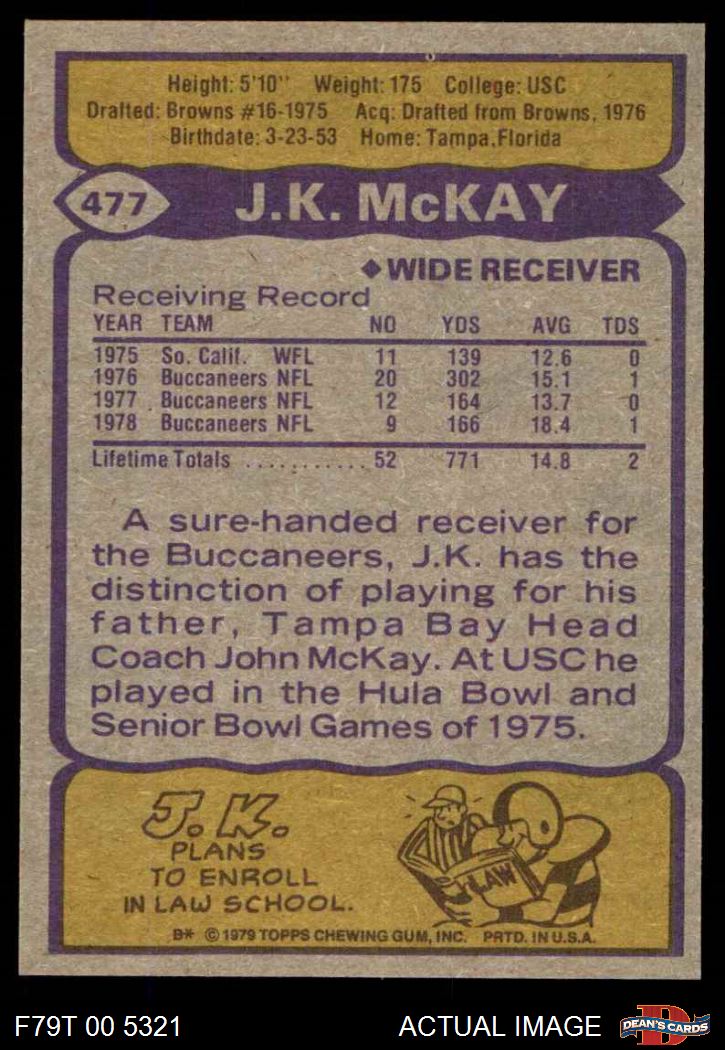 Height: 5'10" Weight: 175 College: USC
Drafted: Browns #16-1975 Acq: Drafted from Browns, 1976
Birthdate: 3-23-53 Home: Tampa, Florida
477 J.K. McKAY
◆WIDE RECEIVER
Receiving Record
YEAR TEAM NO YDS AVG TDS
1975 So. Calif. WFL 11 139 12.6 0
1976 Buccaneers NFL 20 302 15.1 1
1977 Buccaneers NFL 12 164 13.7 0
1978 Buccaneers NFL 9 166 18.4 1
Lifetime Totals ........... 52 771 14.8 2
A sure-handed receiver for
the Buccaneers, J.K. has the
distinction of playing for his
father, Tampa Bay Head
Coach John McKay. At USC he
played in the Hula Bowl and
Senior Bowl Games of 1975.
J.K.
PLANS
TO ENROLL
IN LAW SCHOOL.
LAW
B* © 1979 TOPPS CHEWING GUM, INC. PRTD. IN U.S.A.
F79T 00 5321 ACTUAL IMAGE D DEAN'S CARDS